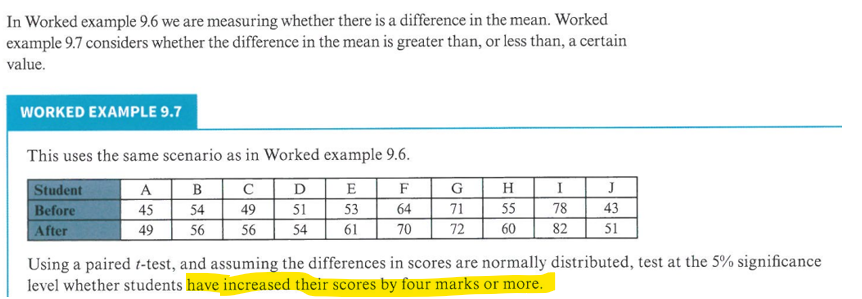 In Worked example 9.6 we are measuring whether there is a difference in the mean. Worked
example 9.7 considers whether the difference in the mean is greater than, or less than, a certain
value.
WORKED EXAMPLE 9.7
This uses the same scenario as in Worked example 9.6.
Student A B C D E F G H I J
Before 45 54 49 51 53 64 71 55 78 43
After 49 56 56 54 61 70 72 60 82 51
Using a paired t-test, and assuming the differences in scores are normally distributed, test at the 5% significance
level whether students have increased their scores by four marks or more.